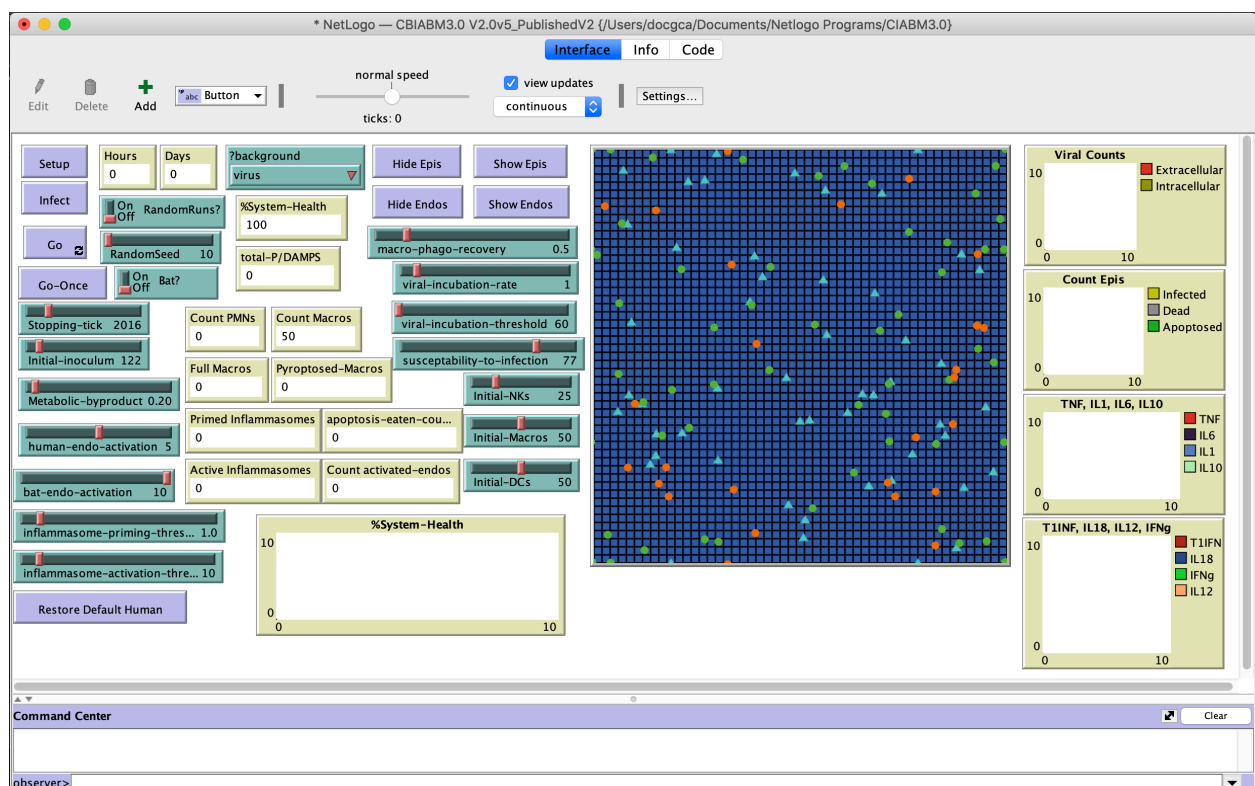 * NetLogo — CBIABM3.0 V2.0v5_PublishedV2 {/Users/docgca/Documents/Netlogo Programs/CIABM3.0}
Interface Info Code
Edit Delete Add abc Button
normal speed
ticks: 0
view updates
continuous
Settings...
Setup
Infect
Go
Go-Once
Hours
0
Days
0
?background
virus
Hide Epis
Show Epis
Hide Endos
Show Endos
On
Off
RandomRuns?
RandomSeed 10
On
Off
Bat?
%System-Health
100
total-P/DAMPS
0
macro-phago-recovery 0.5
viral-incubation-rate 1
viral-incubation-threshold 60
susceptability-to-infection 77
Stopping-tick 2016
Initial-inoculum 122
Metabolic-byproduct 0.20
human-endo-activation 5
bat-endo-activation 10
inflammasome-priming-thres... 1.0
inflammasome-activation-thre... 10
Restore Default Human
Count PMNs
0
Count Macros
50
Full Macros
0
Pyroptosed-Macros
0
Primed Inflammasomes
0
apoptosis-eaten-cou...
0
Active Inflammasomes
0
Count activated-endos
0
Initial-NKs 25
Initial-Macros 50
Initial-DCs 50
%System-Health
10
0
0
10
Viral Counts
10
0
0
10
Extracellular
Intracellular
Count Epis
10
0
0
10
Infected
Dead
Apoptosed
TNF, IL1, IL6, IL10
10
0
0
10
TNF
IL6
IL1
IL10
T1INF, IL18, IL12, IFNg
10
0
0
10
T1IFN
IL18
IFNg
IL12
Command Center
Clear
observer>